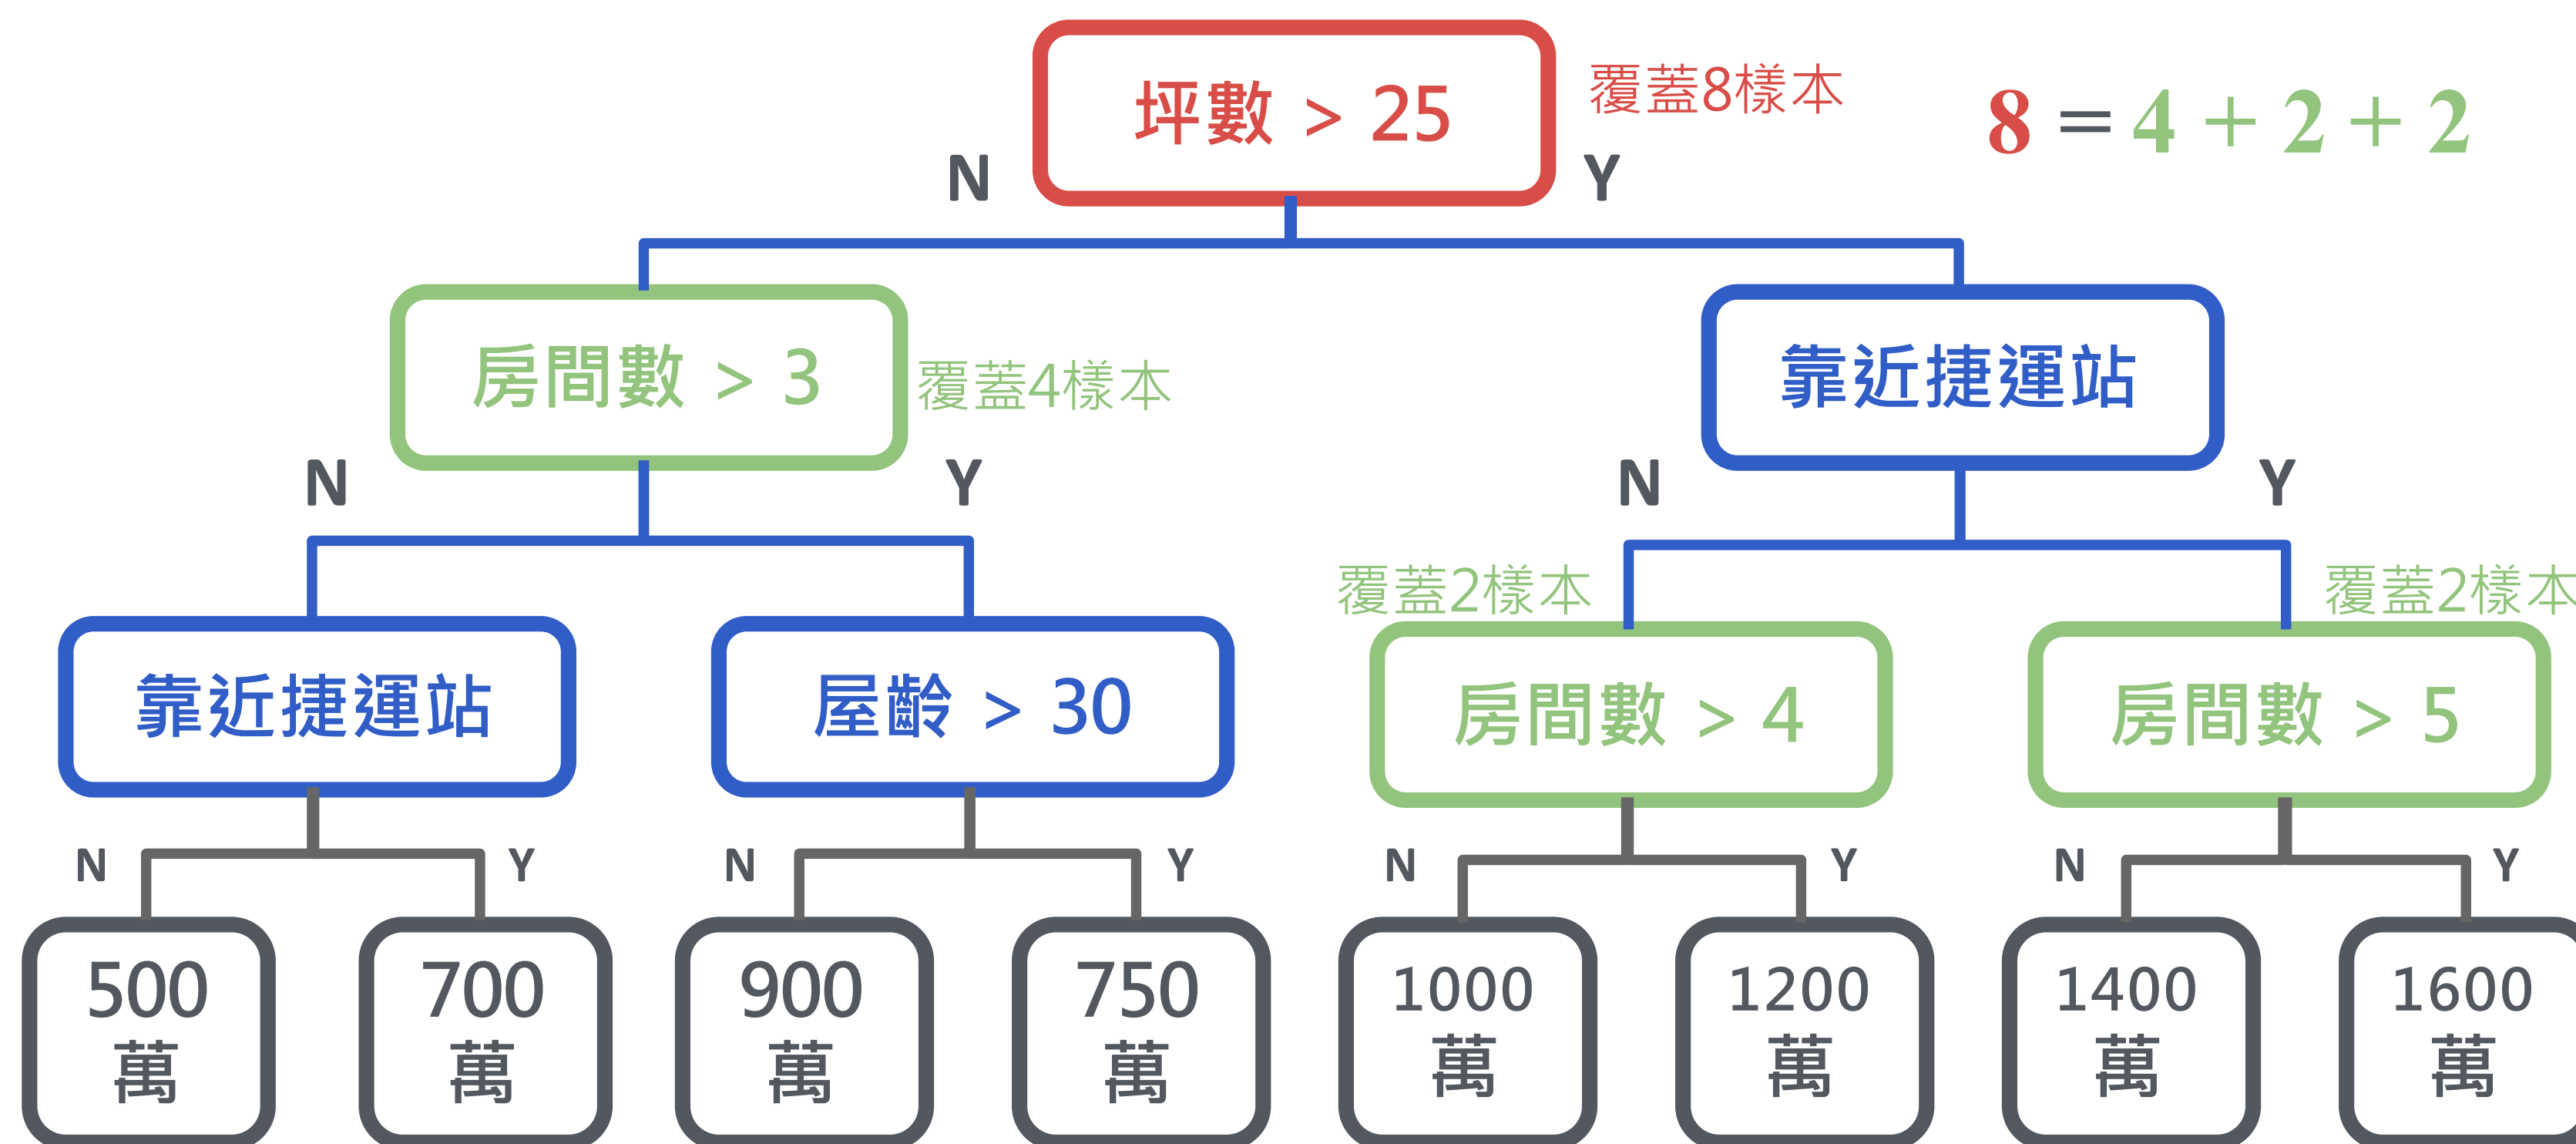 坪數 > 25
覆蓋8樣本
8 = 4 + 2 + 2
N
Y
房間數 > 3
覆蓋4樣本
靠近捷運站
N
Y
N
Y
覆蓋2樣本
覆蓋2樣本
靠近捷運站
屋齡 > 30
房間數 > 4
房間數 > 5
N
Y
N
Y
N
Y
N
Y
500
萬
700
萬
900
萬
750
萬
1000
萬
1200
萬
1400
萬
1600
萬